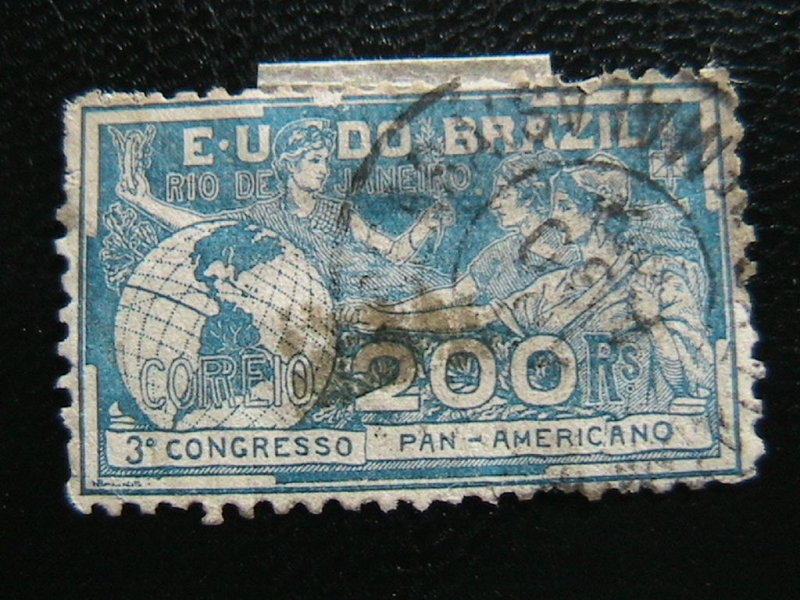 E·U DO BRAZIL
RIO DE JANEIRO
CORREIO 200 Rs
3º CONGRESSO PAN-AMERICANO